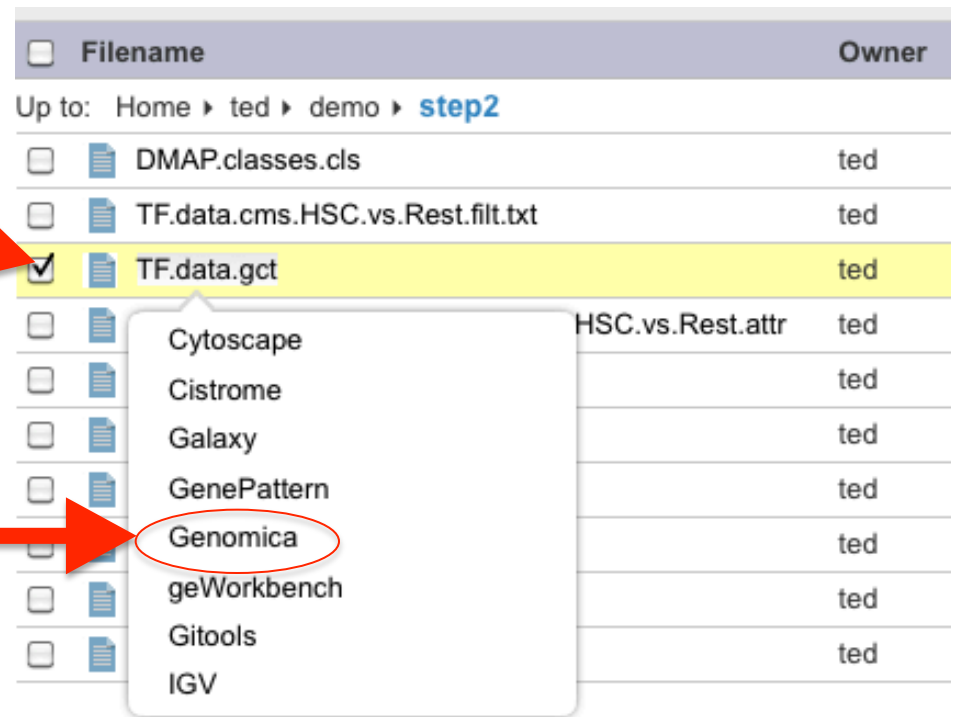 Filename Owner
Up to: Home ▸ ted ▸ demo ▸ step2
DMAP.classes.cls ted
TF.data.cms.HSC.vs.Rest.filt.txt ted
TF.data.gct ted
HSC.vs.Rest.attr ted
Cytoscape
Cistrome ted
Galaxy ted
GenePattern ted
Genomica ted
geWorkbench ted
Gitools ted
IGV